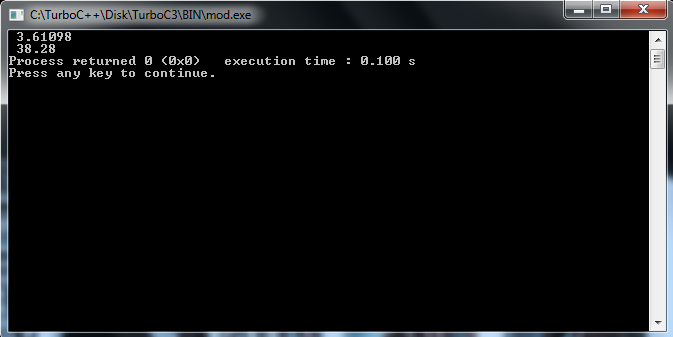 C:\TurboC++\Disk\TurboC3\BIN\mod.exe
3.61098
38.28
Process returned 0 (0x0)   execution time : 0.100 s
Press any key to continue.